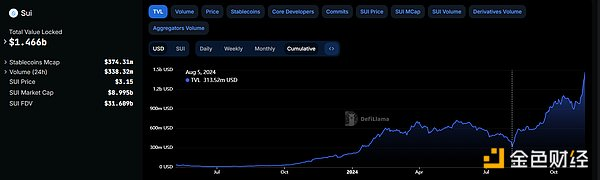 Sui
Total Value Locked
$1.466b
Stablecoins Mcap $374.31m
Volume (24h) $338.32m
SUI Price $3.15
SUI Market Cap $8.995b
SUI FDV $31.609b
TVL Volume Price Stablecoins Core Developers Commits SUI Price SUI MCap SUI Volume Derivatives Volume
Aggregators Volume
USD SUI Daily Weekly Monthly Cumulative <>
1.5b USD
Aug 5, 2024
TVL 313.52m USD
1.2b USD
900m USD
600m USD
300m USD
0 USD
DefiLlama
Jul Oct 2024 Apr Jul Oct
金色财经